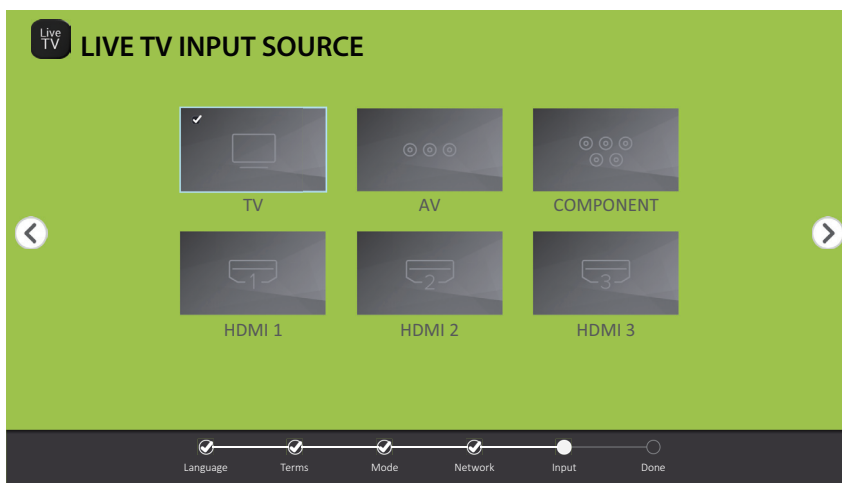 Live
TV
LIVE TV INPUT SOURCE
TV AV COMPONENT
1 2 3
HDMI 1 HDMI 2 HDMI 3
Language Terms Mode Network Input Done